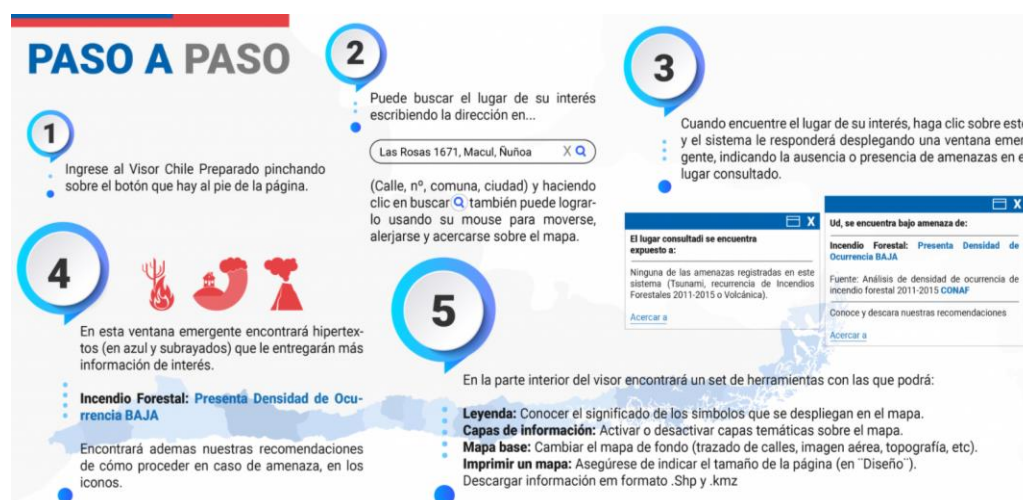 PASO A PASO
1
Ingrese al Visor Chile Preparado pinchando
sobre el botón que hay al pie de la página.
2
Puede buscar el lugar de su interés
escribiendo la dirección en...
Las Rosas 1671, Macul, Ñuñoa X
(Calle, nº, comuna, ciudad) y haciendo
clic en buscar también puede lograr-
lo usando su mouse para moverse,
alerjarse y acercarse sobre el mapa.
3
Cuando encuentre el lugar de su interés, haga clic sobre este
y el sistema le responderá desplegando una ventana emer-
gente, indicando la ausencia o presencia de amenazas en e
lugar consultado.
X
El lugar consultadi se encuentra
expuesto a:
Ninguna de las amenazas registradas en este
sistema (Tsunami, recurrencia de Incendios
Forestales 2011-2015 o Volcánica).
Acercar a
X
Ud, se encuentra bajo amenaza de:
Incendio Forestal: Presenta Densidad de
Ocurrencia BAJA
Fuente: Análisis de densidad de ocurrencia de
incendio forestal 2011-2015 CONAF
Conoce y descara nuestras recomendaciones
Acercar a
4
En esta ventana emergente encontrará hipertex-
tos (en azul y subrayados) que le entregarán más
información de interés.
Incendio Forestal: Presenta Densidad de Ocu-
rrencia BAJA
Encontrará ademas nuestras recomendaciones
de cómo proceder en caso de amenaza, en los
iconos.
5
En la parte interior del visor encontrará un set de herramientas con las que podrá:
Leyenda: Conocer el significado de los simbolos que se despliegan en el mapa.
Capas de información: Activar o desactivar capas temáticas sobre el mapa.
Mapa base: Cambiar el mapa de fondo (trazado de calles, imagen aérea, topografía, etc).
Imprimir un mapa: Asegúrese de indicar el tamaño de la página (en ¨Diseño¨).
Descargar información em formato .Shp y .kmz